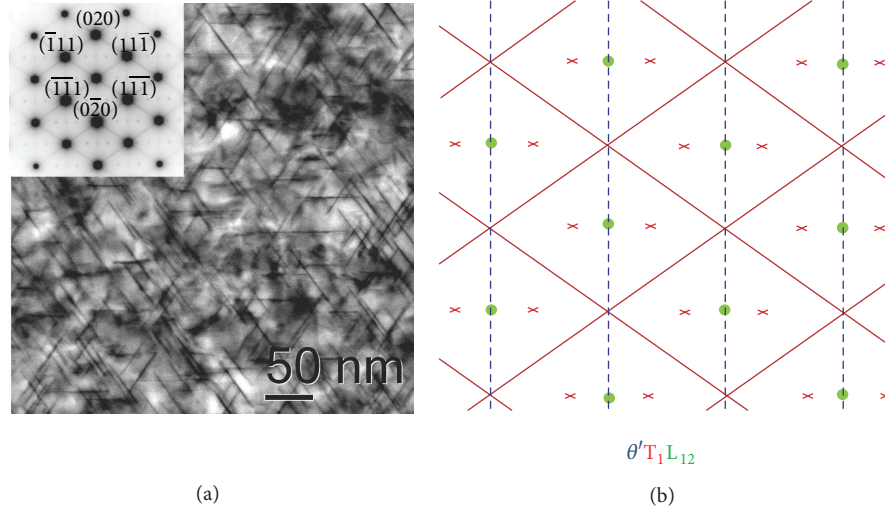 (020)
(1̅11) (111̅)
(1̅1̅1) (11̅1̅)
(02̅0)
50 nm
θ′T₁L₁₂
(a) (b)